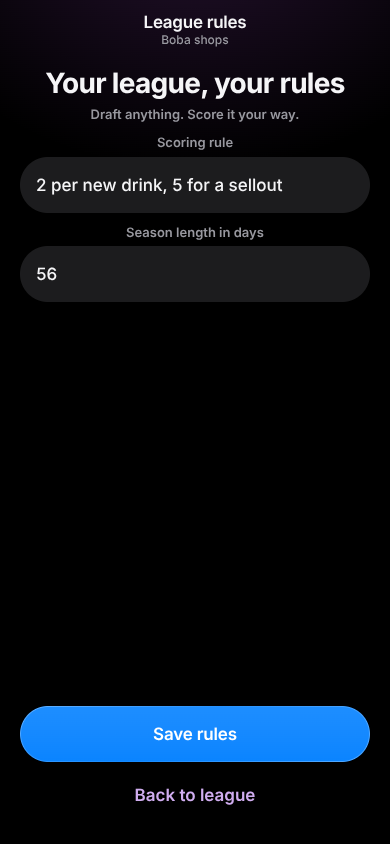 League rules
Boba shops
Your league, your rules
Draft anything. Score it your way.
Scoring rule
2 per new drink, 5 for a sellout
Season length in days
56
Save rules
Back to league